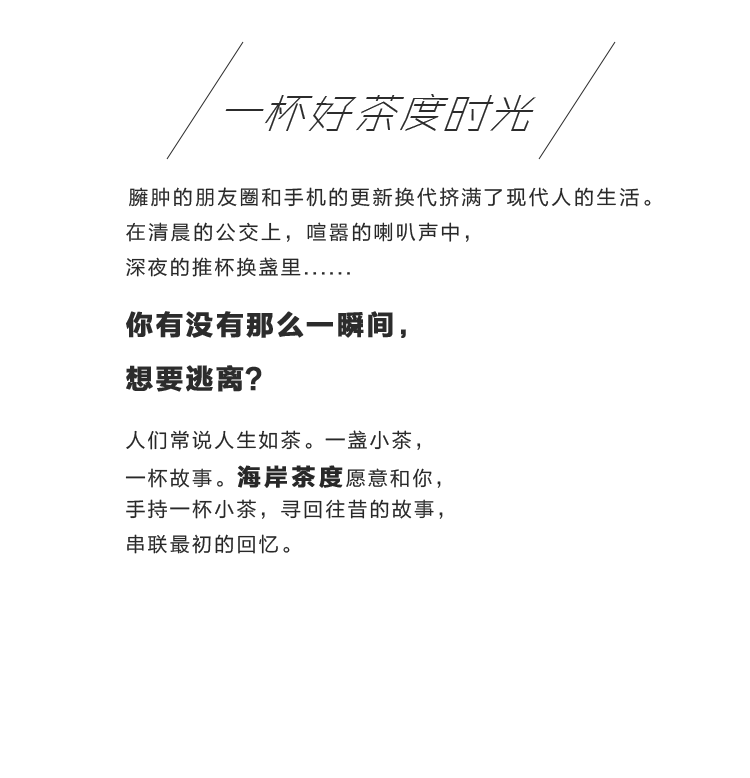 一杯好茶度时光
臃肿的朋友圈和手机的更新换代挤满了现代人的生活。
在清晨的公交上，喧嚣的喇叭声中，
深夜的推杯换盏里......
你有没有那么一瞬间，
想要逃离？
人们常说人生如茶。一盏小茶，
一杯故事。海岸茶度愿意和你，
手持一杯小茶，寻回往昔的故事，
串联最初的回忆。